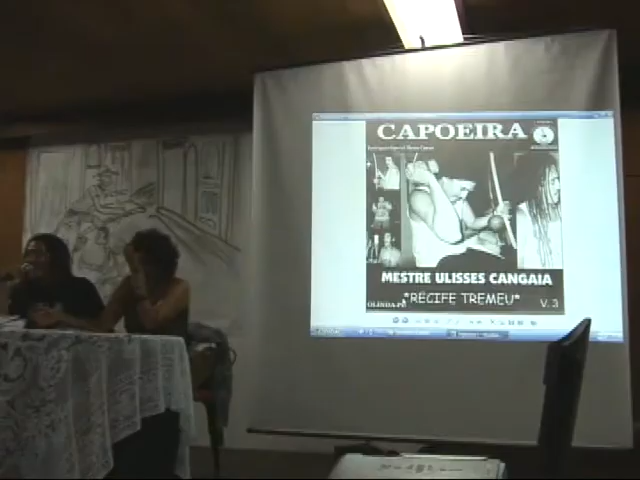 CAPOEIRA
MESTRE ULISSES CANGAIA
"RECIFE TREMEU"
OLINDA PE V. 3